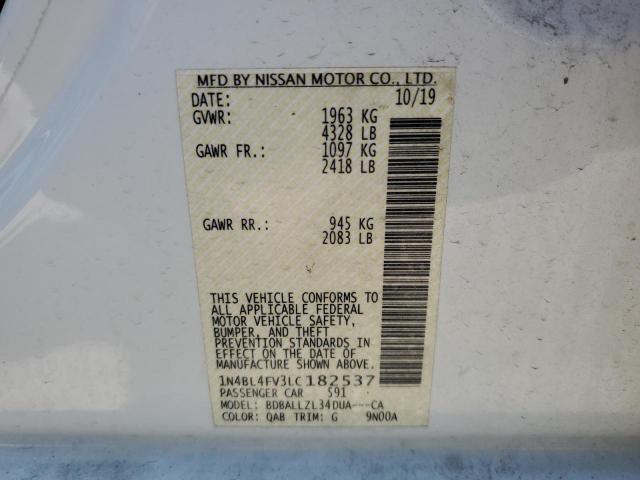 MFD BY NISSAN MOTOR CO., LTD.
DATE: 10/19
GVWR: 1963 KG
4328 LB
GAWR FR.: 1097 KG
2418 LB
GAWR RR.: 945 KG
2083 LB
THIS VEHICLE CONFORMS TO
ALL APPLICABLE FEDERAL
MOTOR VEHICLE SAFETY,
BUMPER, AND THEFT
PREVENTION STANDARDS IN
EFFECT ON THE DATE OF
MANUFACTURE SHOWN ABOVE.
1N4BL4FV3LC182537
PASSENGER CAR 591
MODEL: BDBALLZL34DUA---CA
COLOR: QAB TRIM: G 9N00A